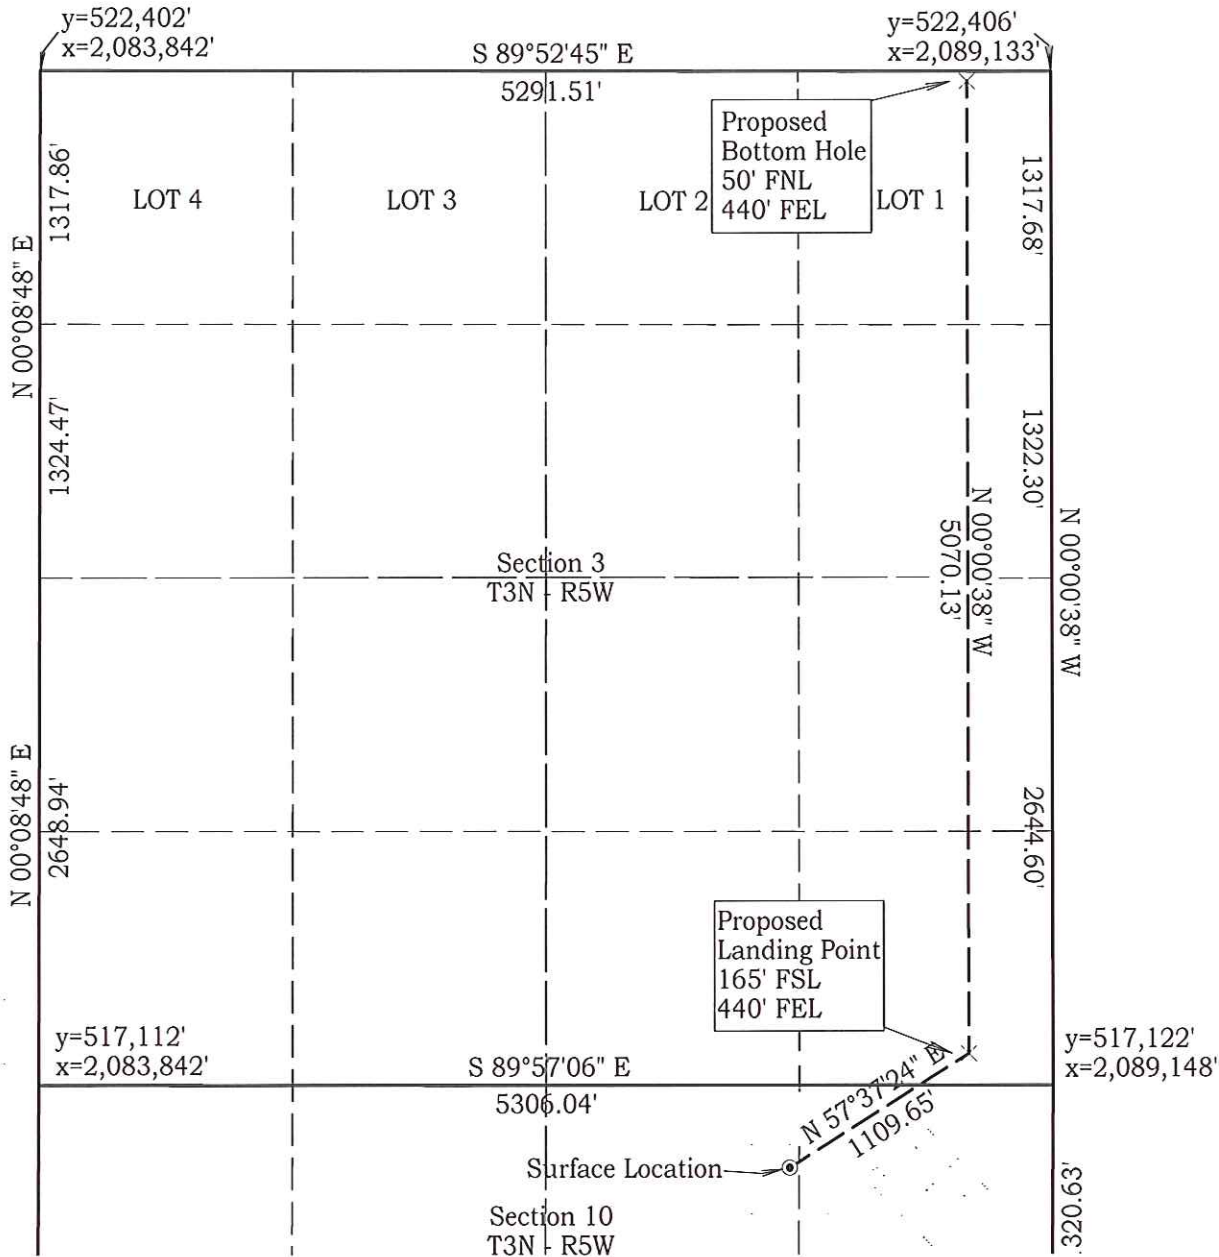 y=522,402'
x=2,083,842'
y=522,406'
x=2,089,133'
S 89°52'45" E
5291.51'
Proposed
Bottom Hole
50' FNL
440' FEL
LOT 4
LOT 3
LOT 2
LOT 1
1317.86'
1317.68'
N 00°08'48" E
1324.47'
1322.30'
N 00°00'38" W
5070.13'
N 00°00'38" W
Section 3
T3N - R5W
N 00°08'48" E
2648.94'
2644.60'
Proposed
Landing Point
165' FSL
440' FEL
y=517,112'
x=2,083,842'
S 89°57'06" E
5306.04'
y=517,122'
x=2,089,148'
N 57°37'24" E
1109.65'
Surface Location
320.63'
Section 10
T3N - R5W